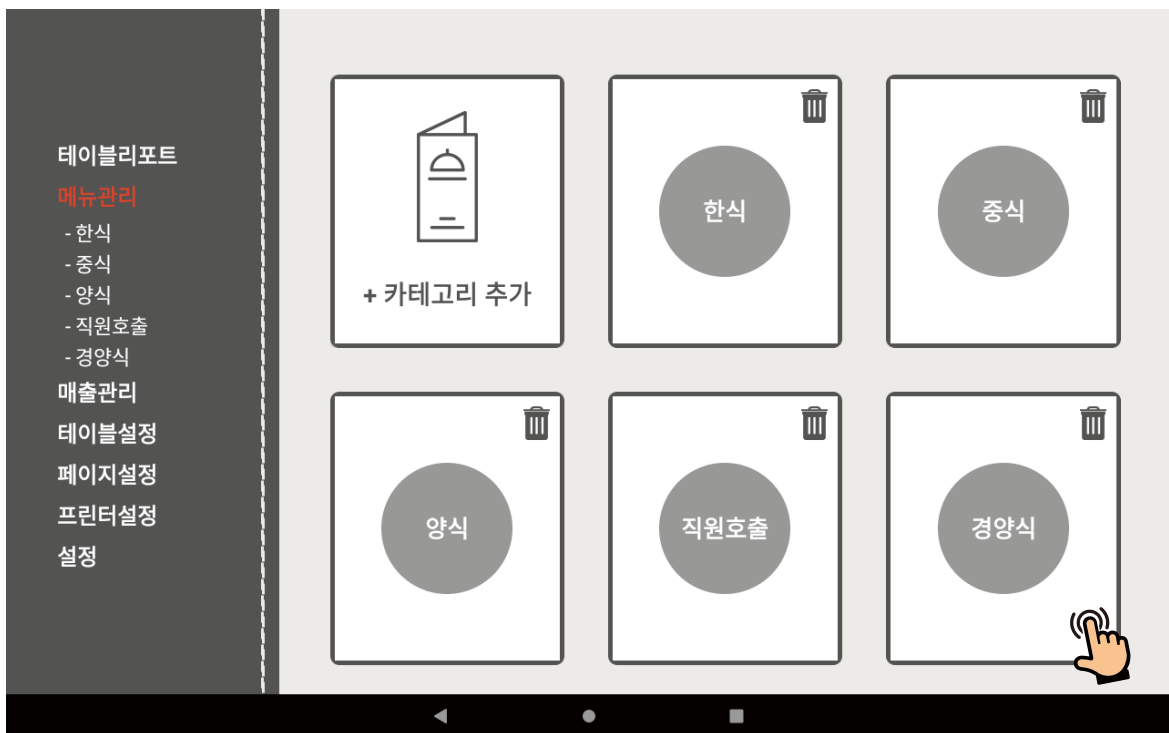 테이블리포트
메뉴관리
- 한식
- 중식
- 양식
- 직원호출
- 경양식
매출관리
테이블설정
페이지설정
프린터설정
설정
+ 카테고리 추가
한식
중식
양식
직원호출
경양식